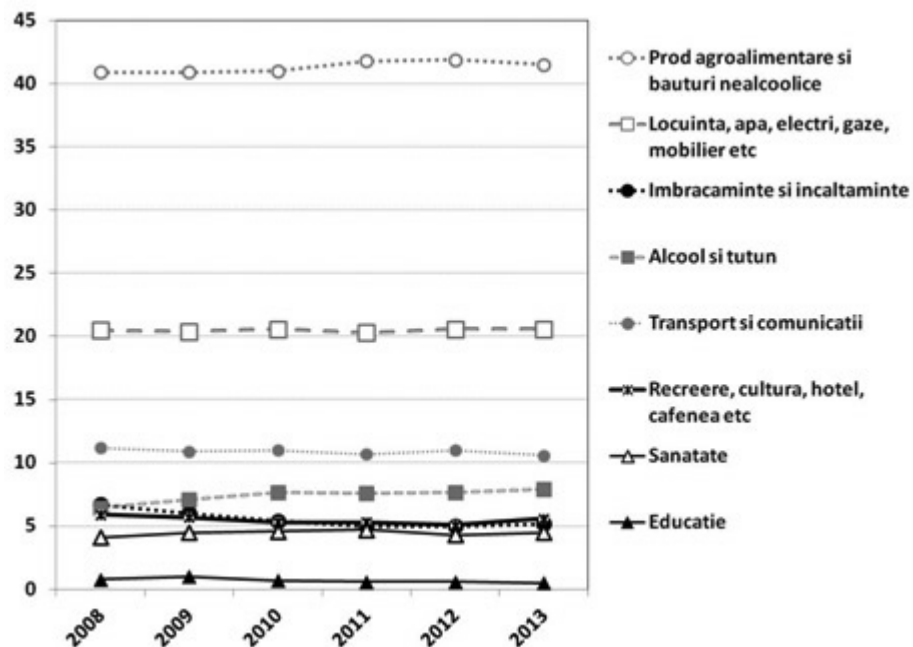 45
40
35
30
25
20
15
10
5
0
2008
2009
2010
2011
2012
2013
Prod agroalimentare si
bauturi nealcoolice
Locuinta, apa, electri, gaze,
mobilier etc
Imbracaminte si incaltaminte
Alcool si tutun
Transport si comunicatii
Recreere, cultura, hotel,
cafenea etc
Sanatate
Educatie